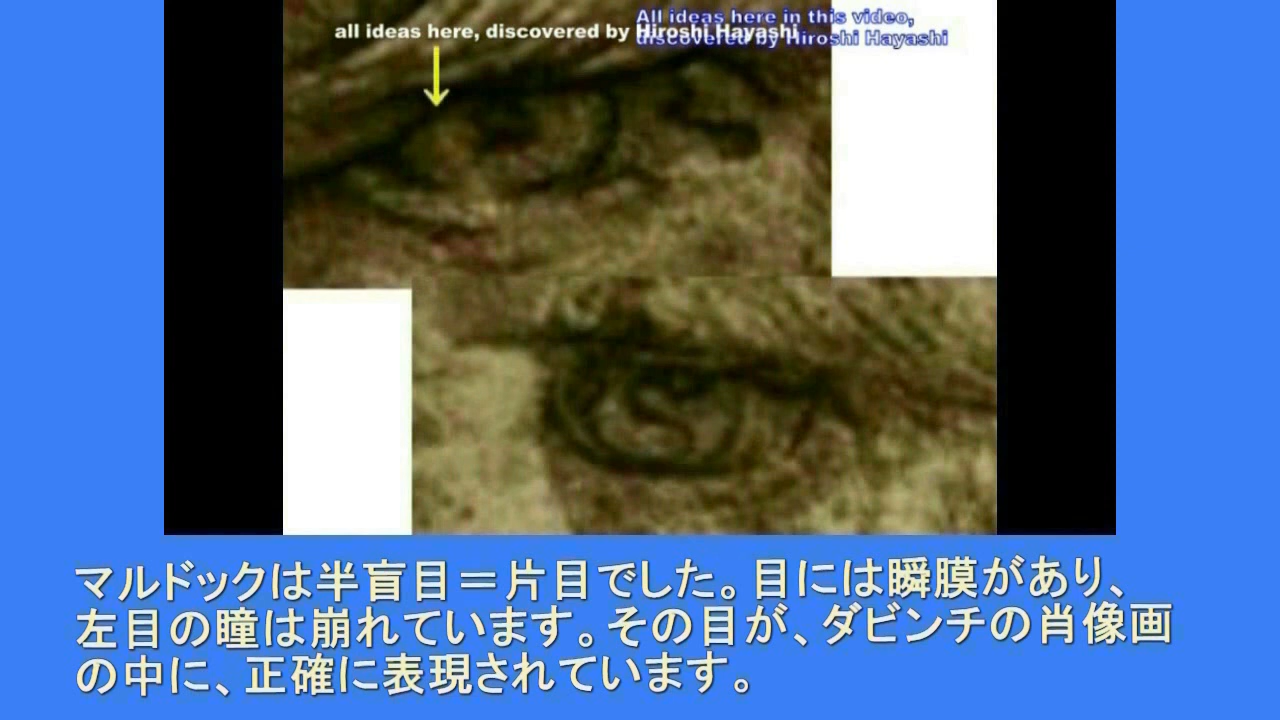 All ideas here in this video,
all ideas here, discovered by Hiroshi Hayashi
discovered by Hiroshi Hayashi
マルドックは半盲目＝片目でした。目には瞬膜があり、
左目の瞳は崩れています。その目が、ダビンチの肖像画
の中に、正確に表現されています。